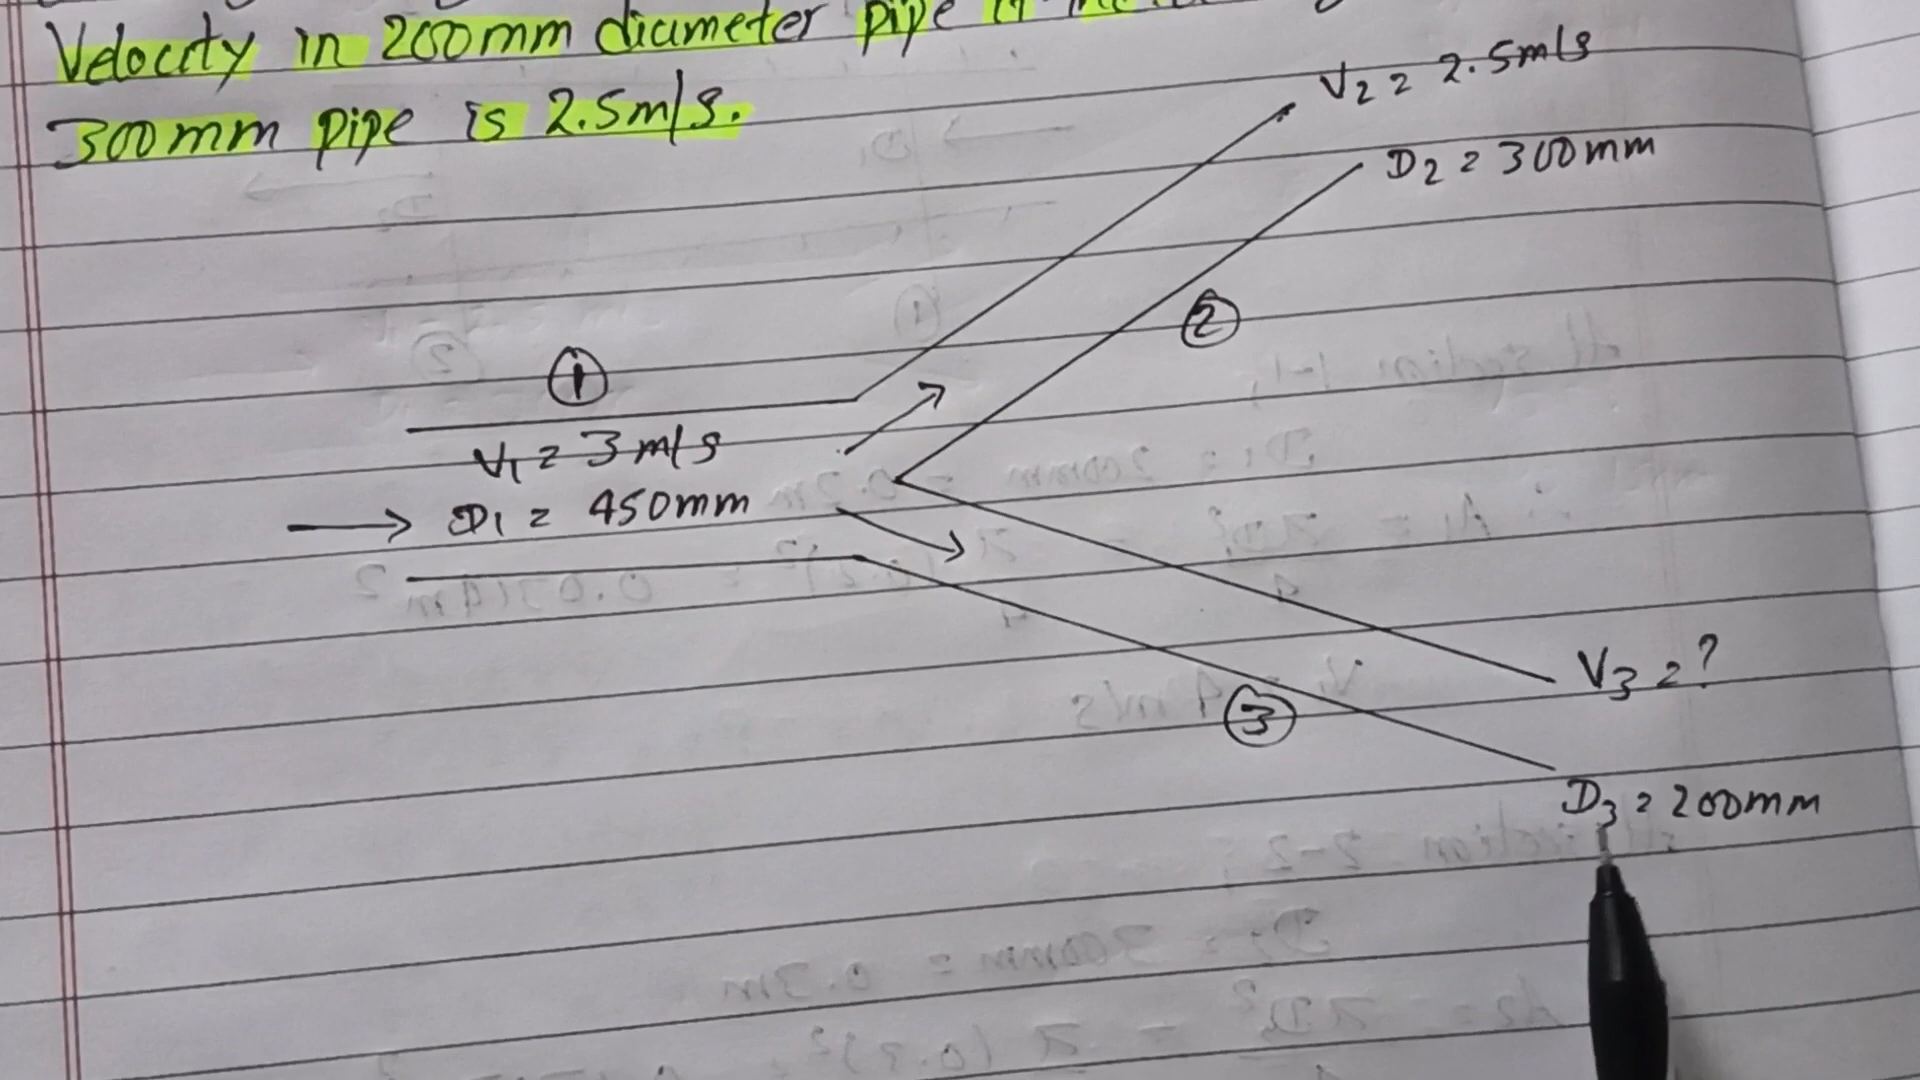 Velocity in 200mm diameter pipe if
300mm pipe is 2.5m/s.
V2 = 2.5m/s
D2 = 300mm
2
1
V1 = 3m/s
D1 = 450mm
V3 = ?
3
D3 = 200mm